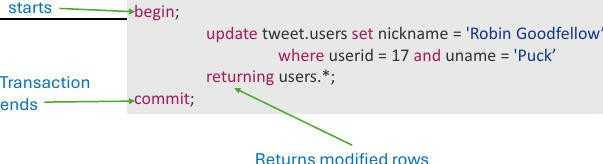 starts
begin;
update tweet.users set nickname = 'Robin Goodfellow'
where userid = 17 and uname = 'Puck’
returning users.*;
Transaction
ends
commit;
Returns modified rows